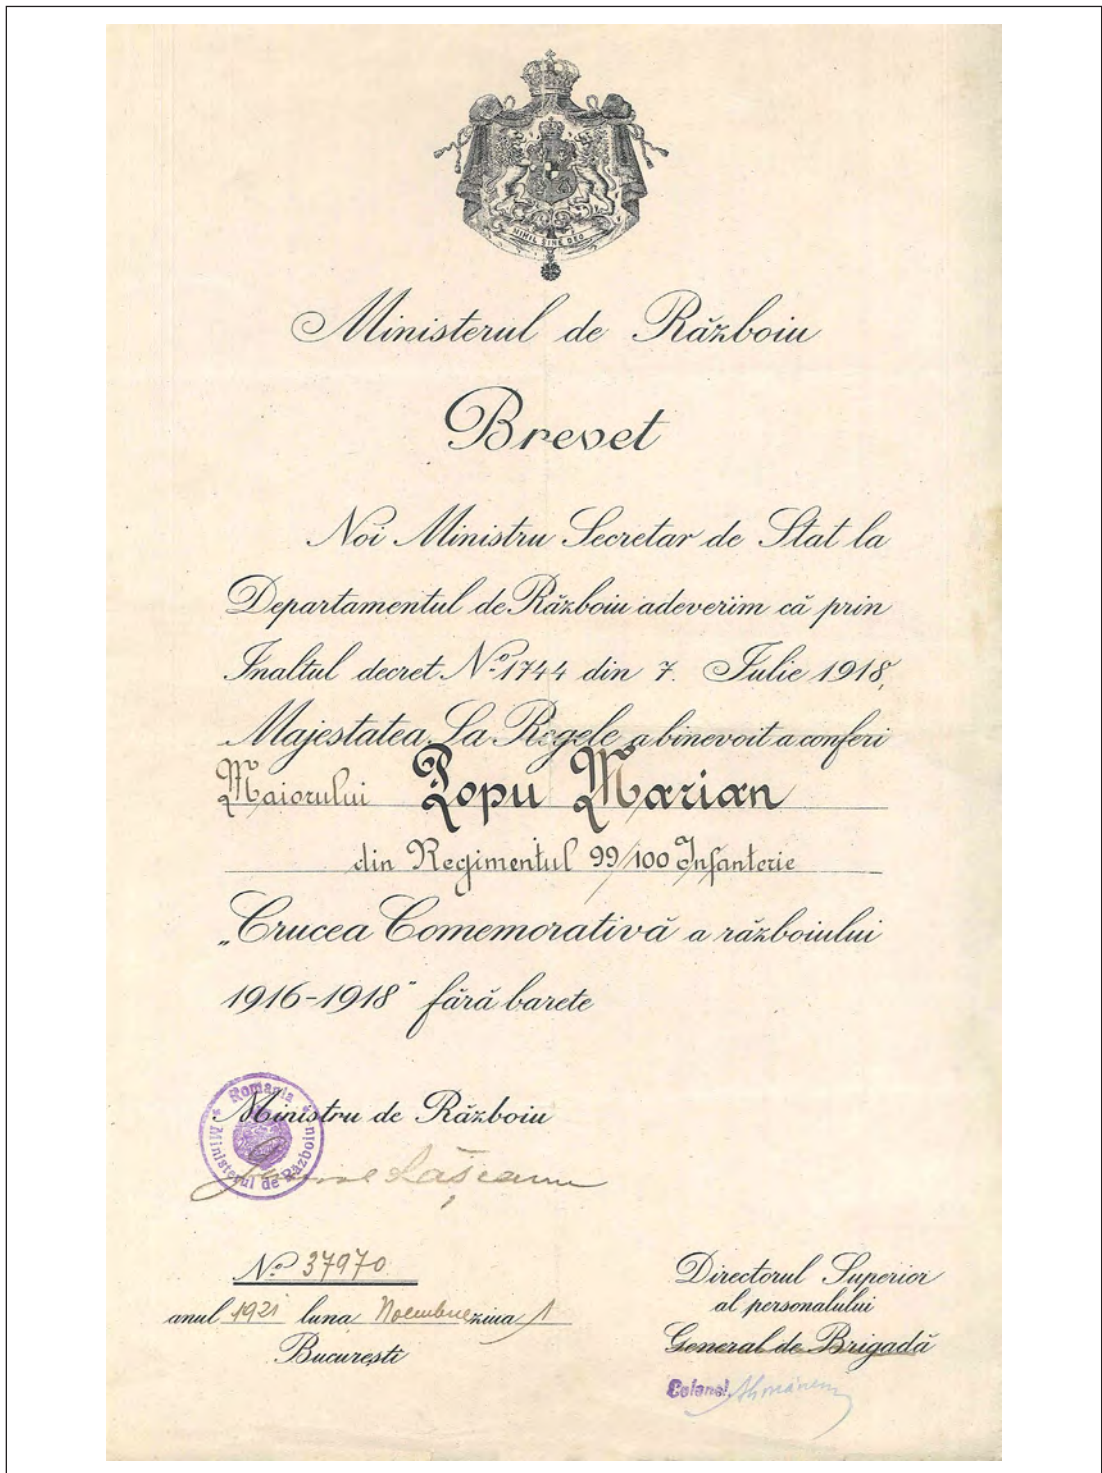 NIHIL SINE DEO
Ministerul de Războiu
Brevet
Noi Ministru Secretar de Stat la
Departamentul de Războiu adeverim că prin
Inaltul decret No 1744 din 7. Iulie 1918,
Majestatea Sa Regele a binevoit a conferi
Maiorului Popu Marian
din Regimentul 99/100 Infanterie
„Crucea Comemorativă a războiului
1916-1918" fără barete
Romania
Ministerul de Războiu
Ministru de Războiu
No 37970
anul 1921 luna Noembrie ziua 1
Bucureşti
Directorul Superior
al personalului
General de Brigadă
Colonel